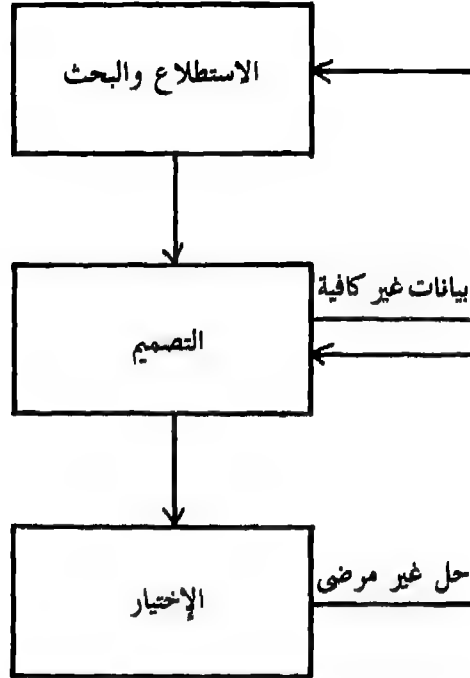 الاستطلاع والبحث
بيانات غير كافية
التصميم
حل غير مرضى
الإختيار